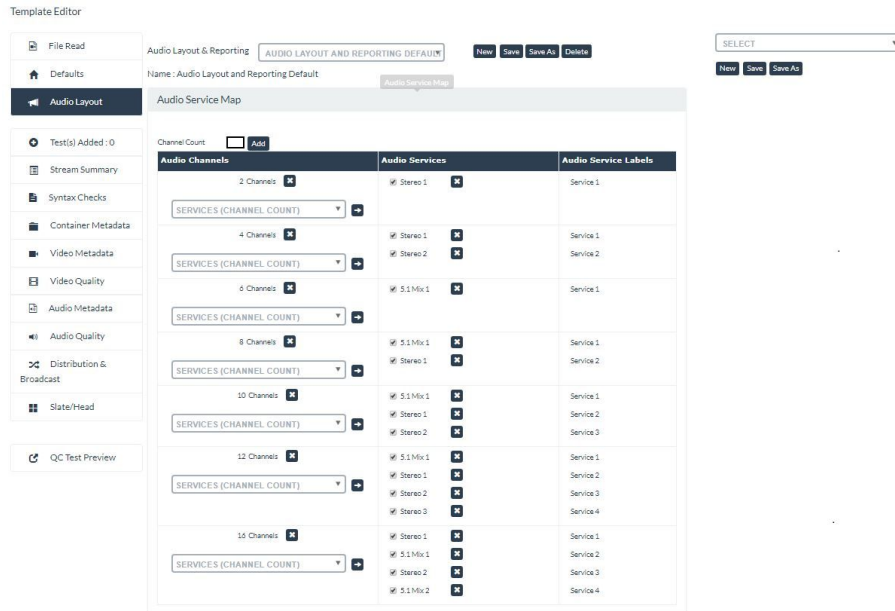 Template Editor
File Read
Defaults
Audio Layout
Test(s) Added : 0
Stream Summary
Syntax Checks
Container Metadata
Video Metadata
Video Quality
Audio Metadata
Audio Quality
Distribution &
Broadcast
Slate/Head
QC Test Preview
Audio Layout & Reporting AUDIO LAYOUT AND REPORTING DEFAULT New Save Save As Delete
Name : Audio Layout and Reporting Default
Audio Service Map
Audio Service Map
Channel Count Add
Audio Channels Audio Services Audio Service Labels
2 Channels Stereo 1 Service 1
SERVICES (CHANNEL COUNT)
4 Channels Stereo 1 Service 1
Stereo 2 Service 2
SERVICES (CHANNEL COUNT)
6 Channels 5.1 Mix 1 Service 1
SERVICES (CHANNEL COUNT)
8 Channels 5.1 Mix 1 Service 1
Stereo 1 Service 2
SERVICES (CHANNEL COUNT)
10 Channels 5.1 Mix 1 Service 1
Stereo 1 Service 2
SERVICES (CHANNEL COUNT) Stereo 2 Service 3
12 Channels 5.1 Mix 1 Service 1
Stereo 1 Service 2
SERVICES (CHANNEL COUNT) Stereo 2 Service 3
Stereo 3 Service 4
16 Channels Stereo 1 Service 1
5.1 Mix 1 Service 2
SERVICES (CHANNEL COUNT) Stereo 2 Service 3
5.1 Mix 2 Service 4
SELECT
New Save Save As